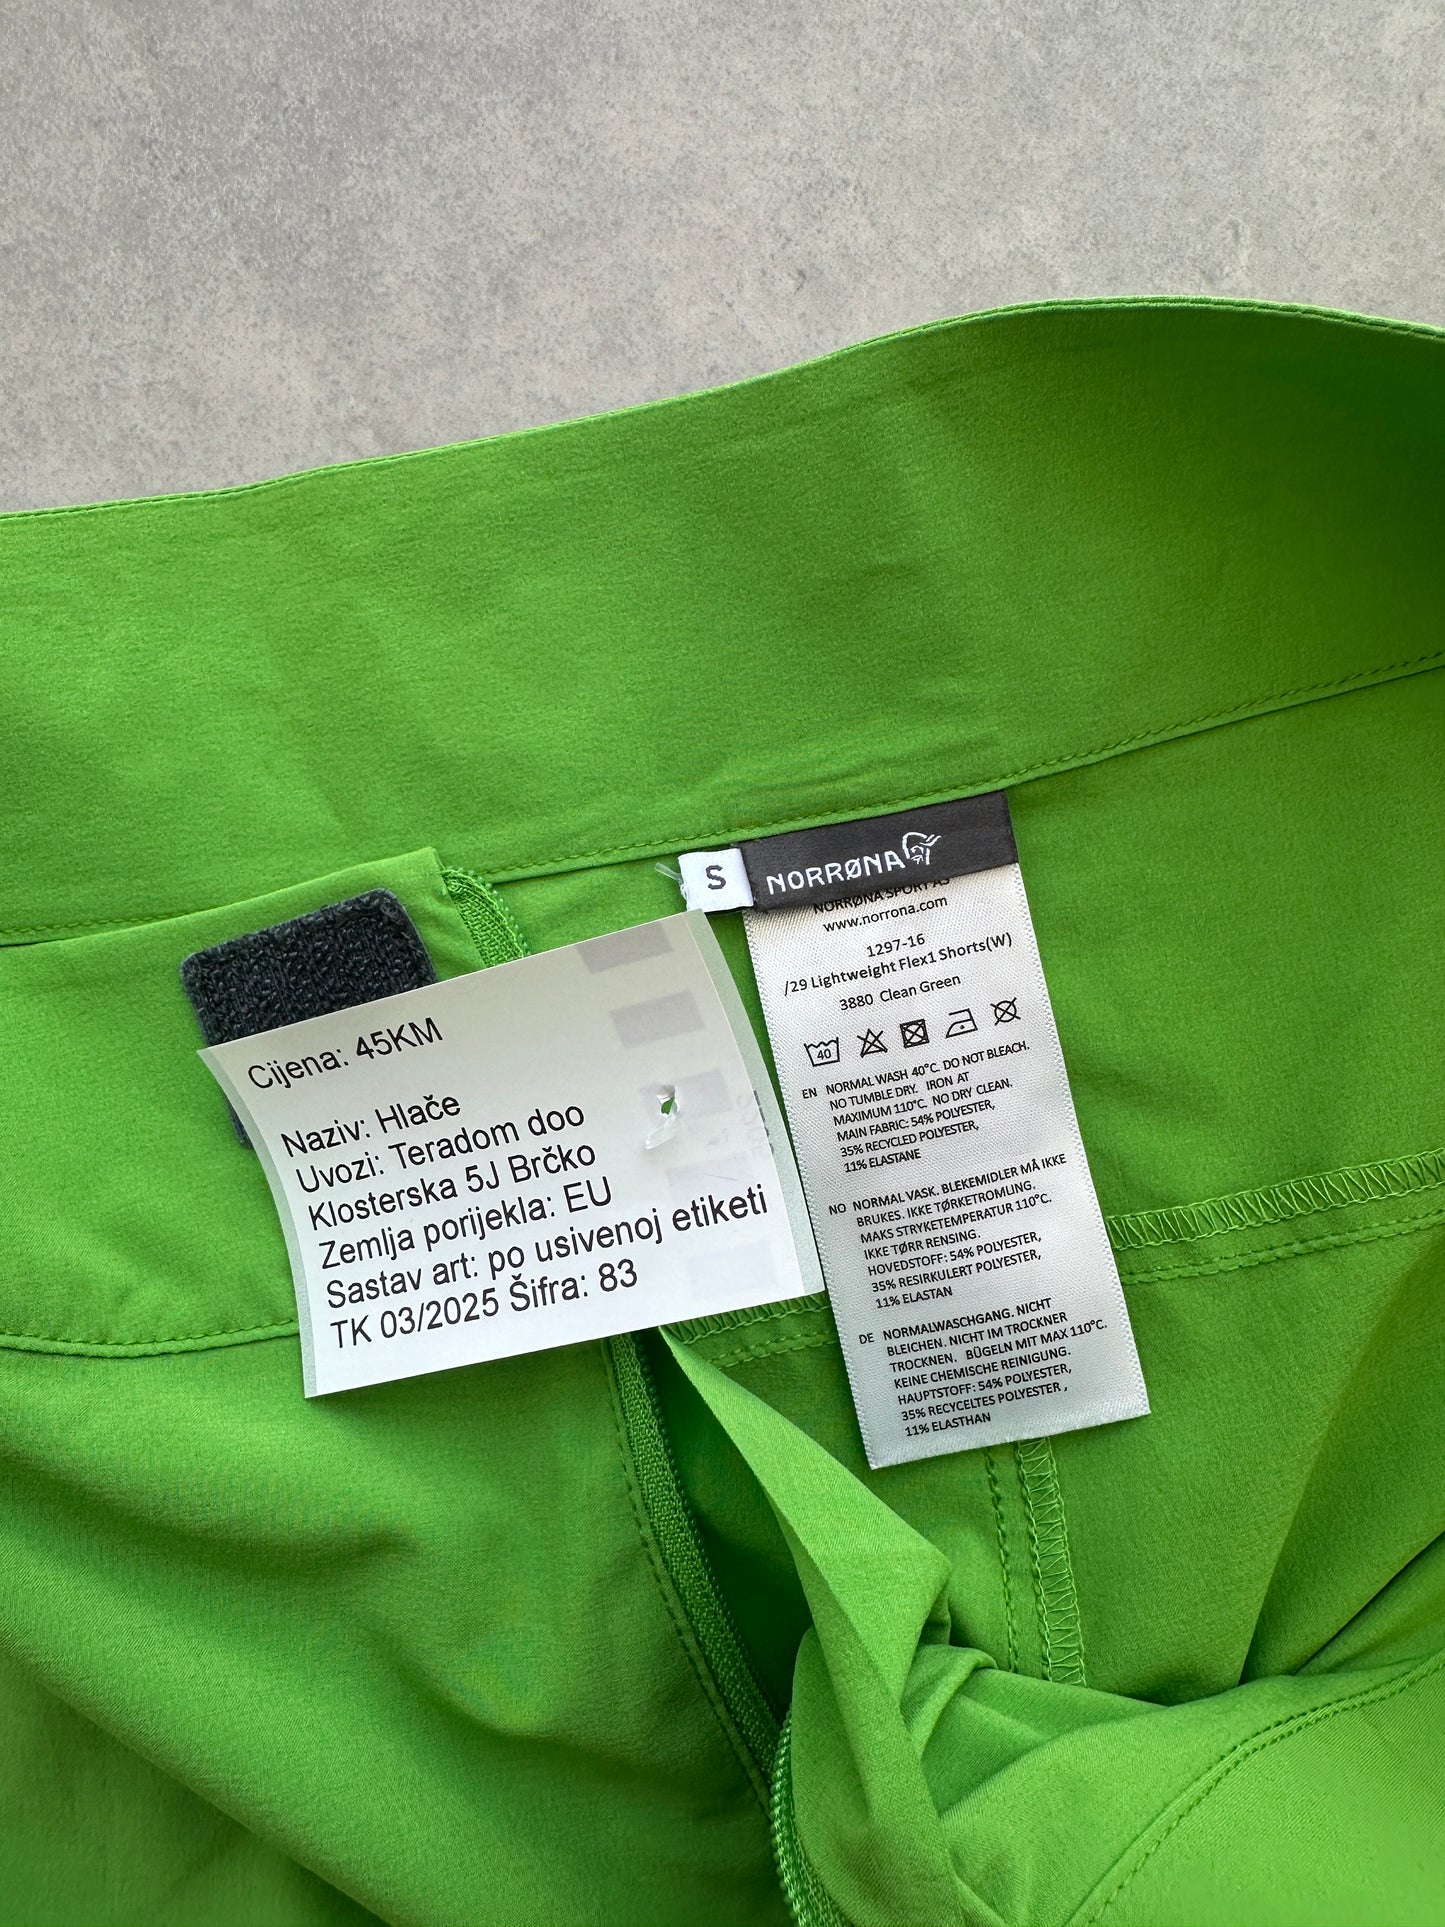 S
NORRØNA
NORRØNA SPORT AS
www.norrona.com
1297-16
/29 Lightweight Flex1 Shorts(W)
3880 Clean Green
40
EN NORMAL WASH 40°C. DO NOT BLEACH.
NO TUMBLE DRY. IRON AT
MAXIMUM 110°C. NO DRY CLEAN.
MAIN FABRIC: 54% POLYESTER,
35% RECYCLED POLYESTER,
11% ELASTANE
NO NORMAL VASK. BLEKEMIDLER MÅ IKKE
BRUKES. IKKE TØRKETROMLING.
MAKS STRYKETEMPERATUR 110°C.
IKKE TØRR RENSING.
HOVEDSTOFF: 54% POLYESTER,
35% RESIRKULERT POLYESTER,
11% ELASTAN
DE NORMALWASCHGANG. NICHT
BLEICHEN. NICHT IM TROCKNER
TROCKNEN. BÜGELN MIT MAX 110°C.
KEINE CHEMISCHE REINIGUNG.
HAUPTSTOFF: 54% POLYESTER,
35% RECYCELTES POLYESTER ,
11% ELASTHAN
Cijena: 45KM
Naziv: Hlače
Uvozi: Teradom doo
Klosterska 5J Brčko
Zemlja porijekla: EU
Sastav art: po usivenoj etiketi
TK 03/2025 Šifra: 83